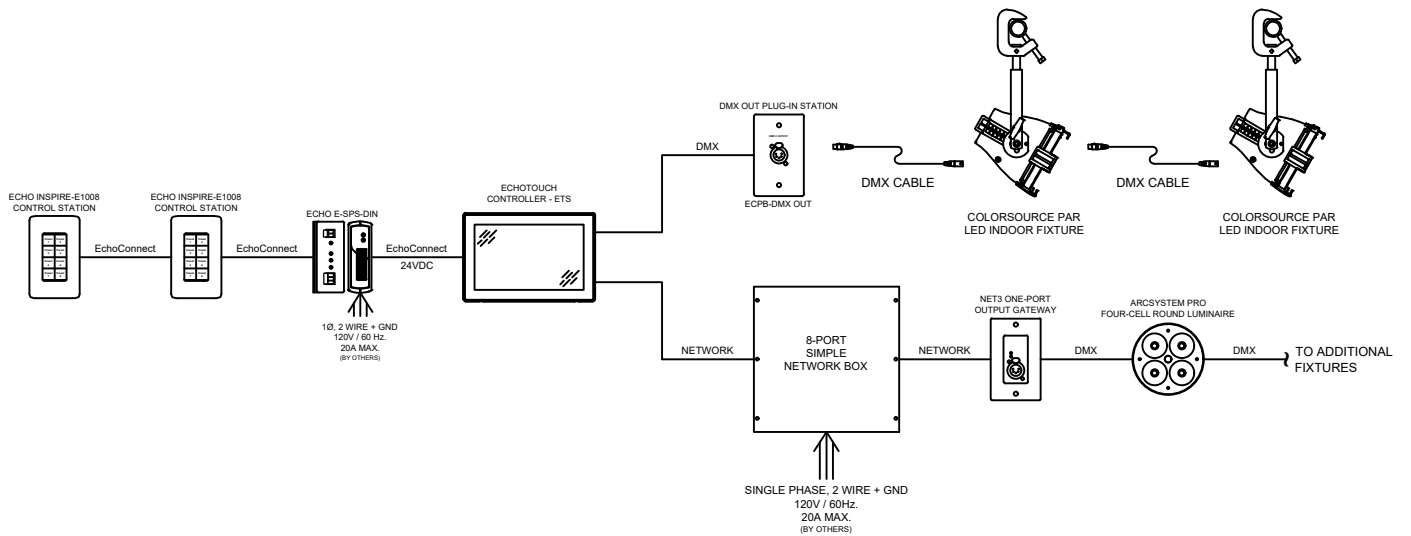 ECHO INSPIRE-E1008
CONTROL STATION
EchoConnect
ECHO INSPIRE-E1008
CONTROL STATION
EchoConnect
ECHO E-SPS-DIN
1Ø, 2 WIRE + GND
120V / 60 Hz.
20A MAX.
(BY OTHERS)
EchoConnect
24VDC
ECHOTOUCH
CONTROLLER - ETS
DMX
DMX OUT PLUG-IN STATION
ECPB-DMX OUT
DMX CABLE
COLORSOURCE PAR
LED INDOOR FIXTURE
DMX CABLE
COLORSOURCE PAR
LED INDOOR FIXTURE
NETWORK
8-PORT
SIMPLE
NETWORK BOX
SINGLE PHASE, 2 WIRE + GND
120V / 60Hz.
20A MAX.
(BY OTHERS)
NETWORK
NET3 ONE-PORT
OUTPUT GATEWAY
DMX
ARCSYSTEM PRO
FOUR-CELL ROUND LUMINAIRE
DMX
TO ADDITIONAL
FIXTURES